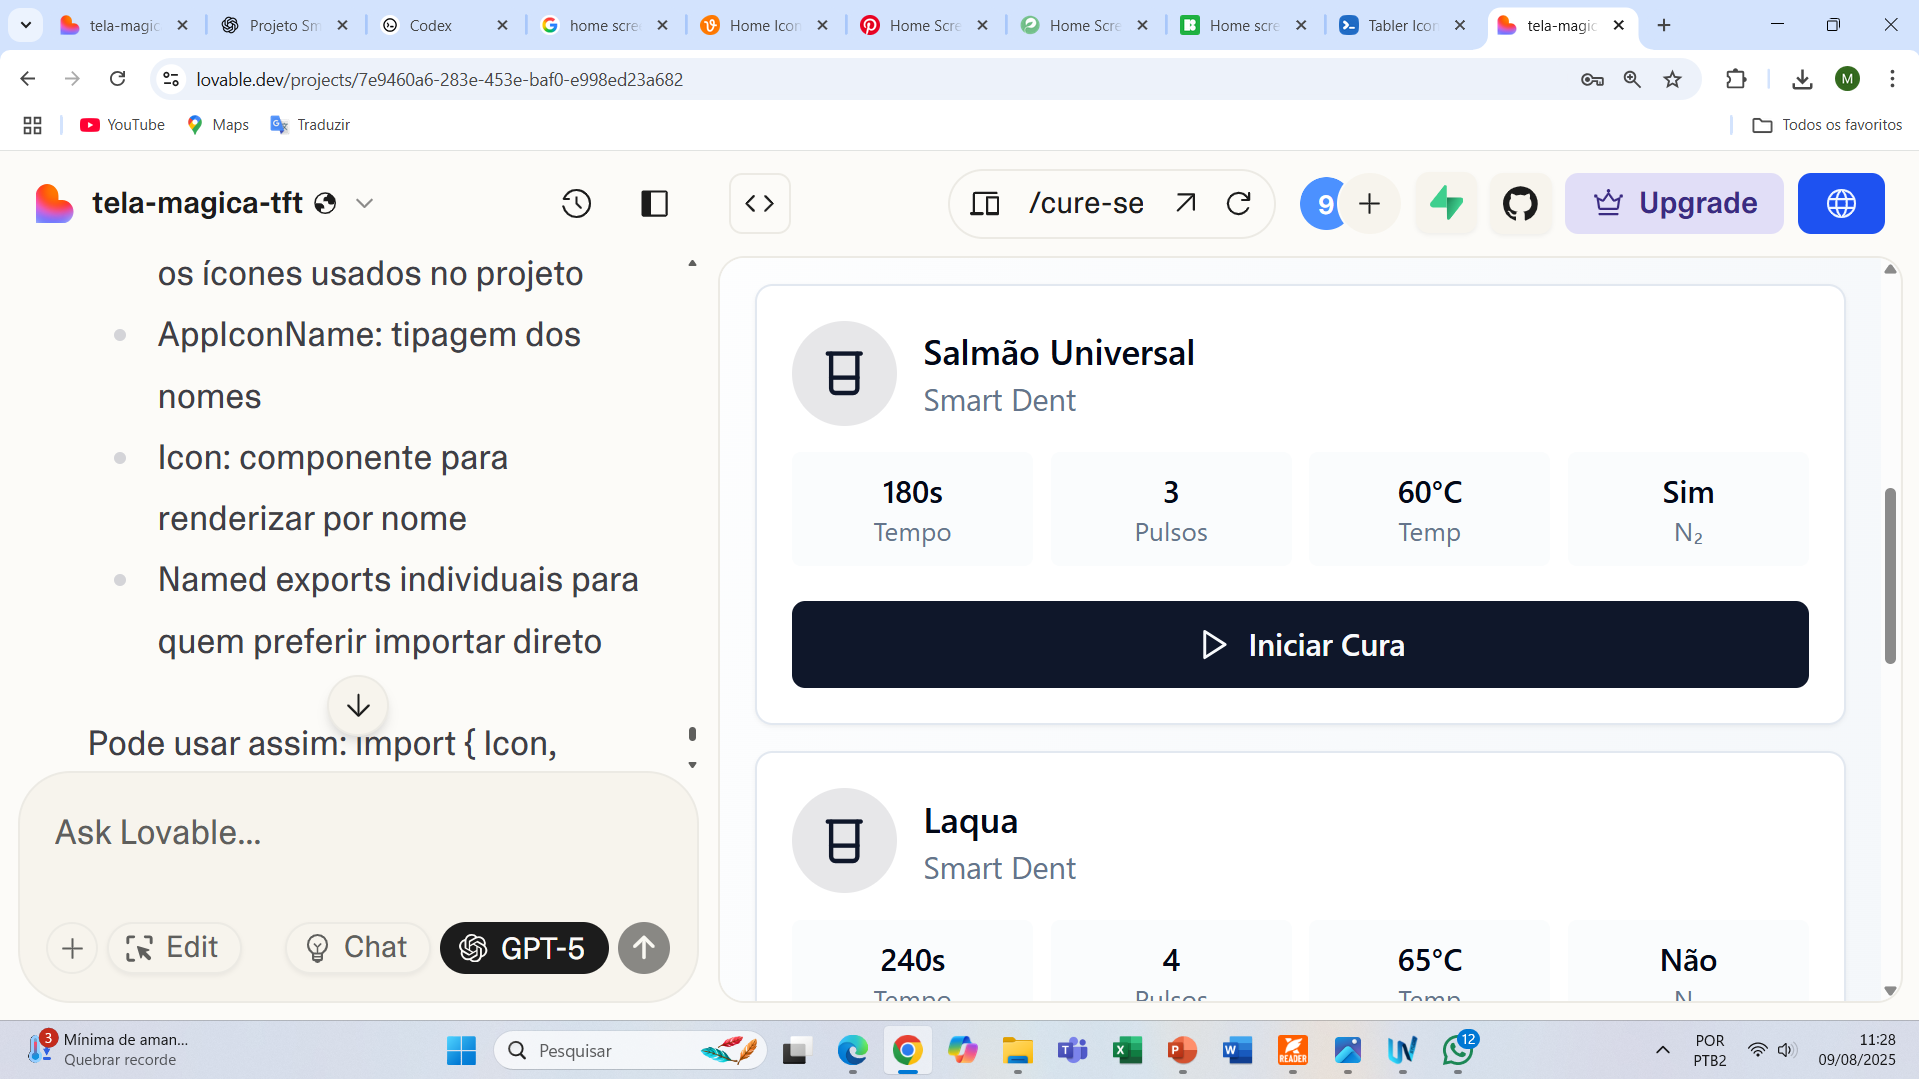 tela-magic
Projeto Sm
Codex
home scre
Home Icon
Home Scre
Home Scre
Home scre
Tabler Icon
tela-magic
lovable.dev/projects/7e9460a6-283e-453e-baf0-e998ed23a682
M
YouTube
Maps
Traduzir
Todos os favoritos
tela-magica-tft
/cure-se
9
Upgrade
os ícones usados no projeto
AppIconName: tipagem dos
nomes
Icon: componente para
renderizar por nome
Named exports individuais para
quem preferir importar direto
Pode usar assim: import { Icon,
Ask Lovable...
Edit
Chat
GPT-5
Salmão Universal
Smart Dent
180s
Tempo
3
Pulsos
60°C
Temp
Sim
N₂
Iniciar Cura
Laqua
Smart Dent
240s
Tempo
4
Pulsos
65°C
Temp
Não
N
3
Mínima de aman...
Quebrar recorde
Pesquisar
READER
12
POR
PTB2
11:28
09/08/2025